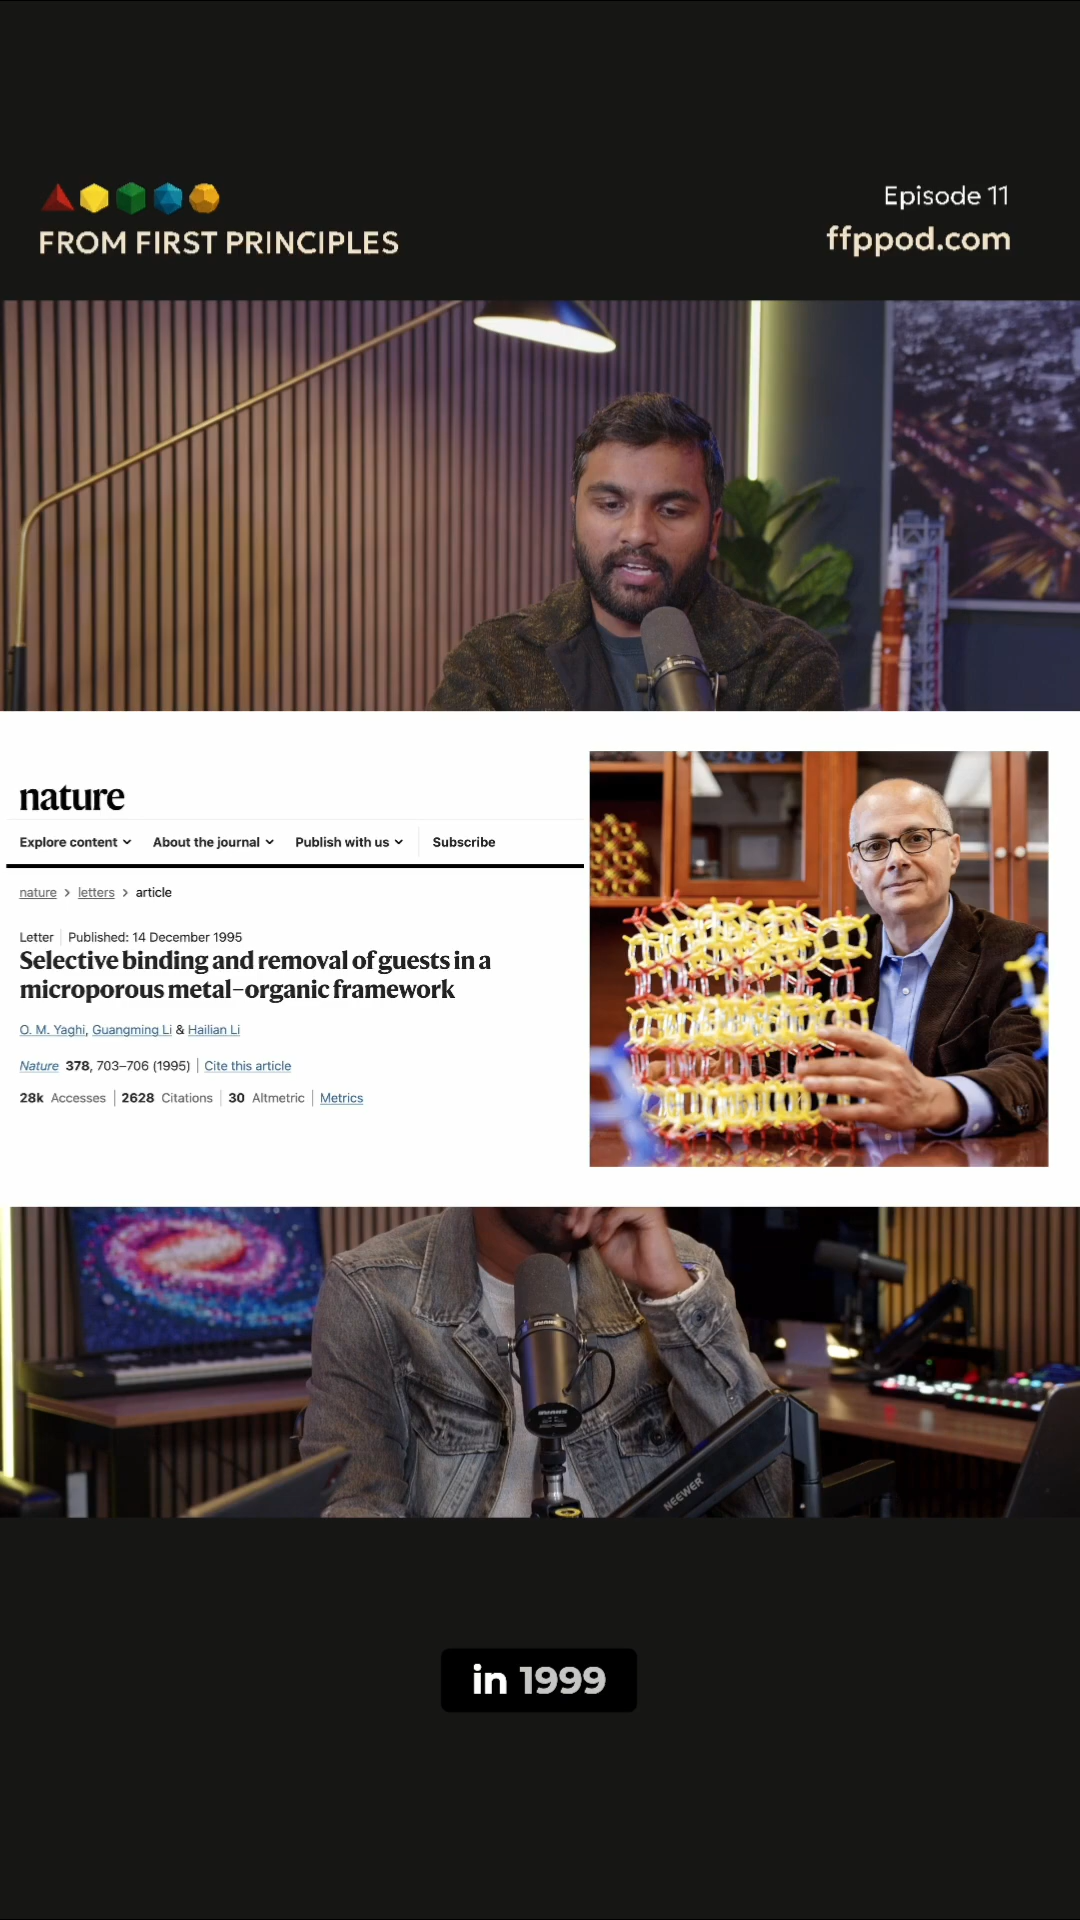 FROM FIRST PRINCIPLES
Episode 11
ffppod.com
nature
Explore content
About the journal
Publish with us
Subscribe
nature > letters > article
Letter | Published: 14 December 1995
Selective binding and removal of guests in a
microporous metal–organic framework
O. M. Yaghi, Guangming Li & Hailian Li
Nature 378, 703–706 (1995) | Cite this article
28k Accesses | 2628 Citations | 30 Altmetric | Metrics
NEEWER
in 1999